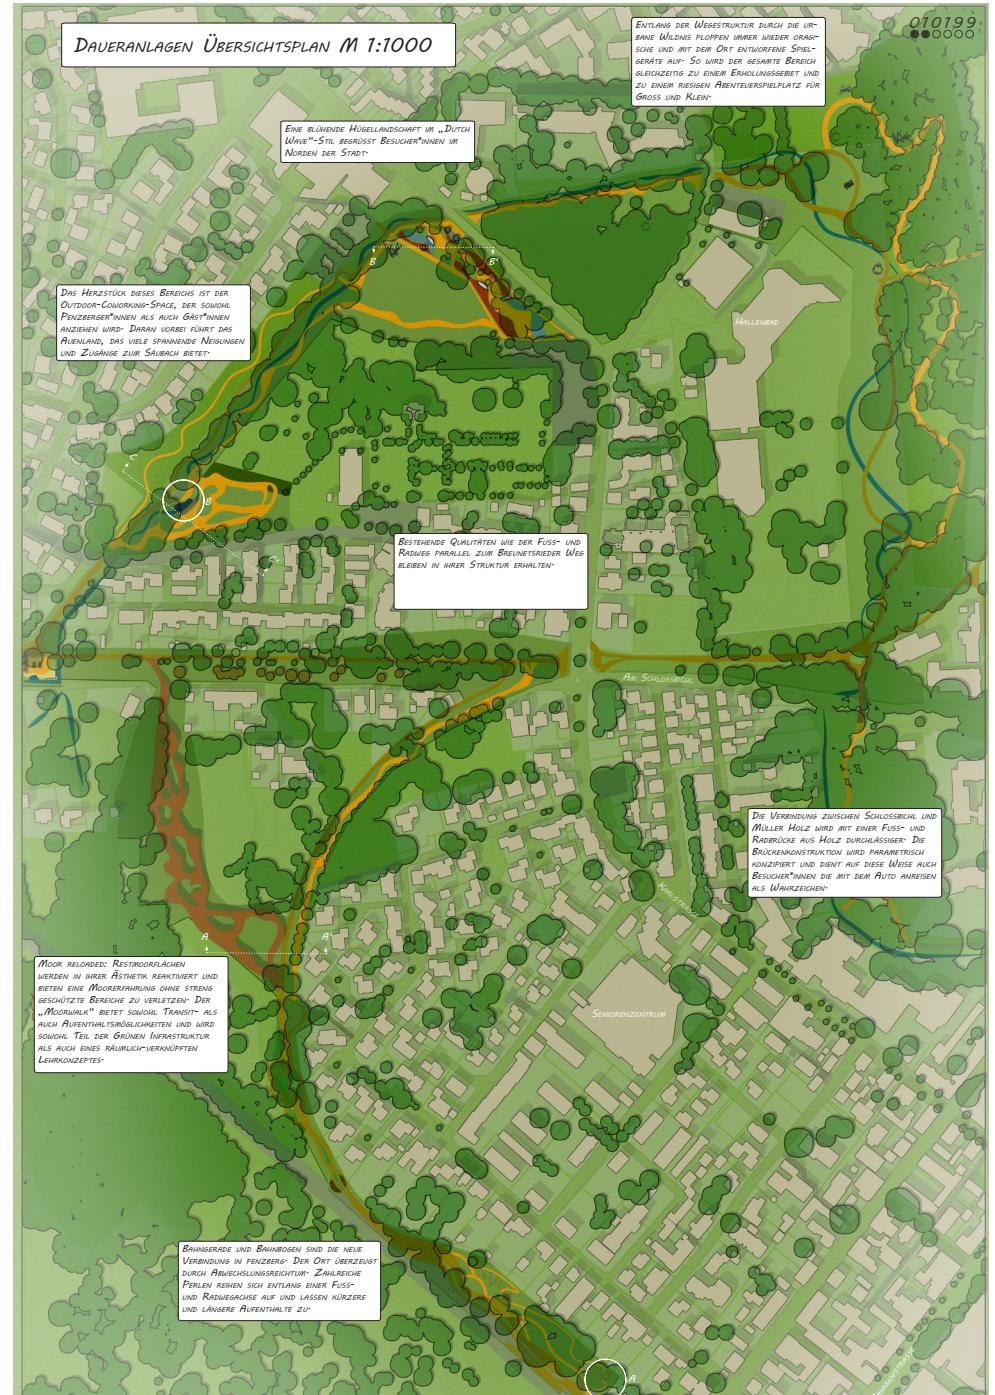 Daueranlagen Übersichtsplan M 1:1000
010199
Entlang der Wegestruktur durch die ur-
bane Wildnis ploppen immer wieder oragi-
sche und mit dem Ort entworfene Spiel-
geräte auf. So wird der gesamte Bereich
gleichzeitig zu einem Erholungsgebiet und
zu einem riesigen Abenteuerspielplatz für
Gross und Klein.
Eine blühende Hügellandschaft im „Dutch
Wave“-Stil begrüsst Besucher*innen im
Norden der Stadt.
B
B'
Das Herzstück dieses Bereichs ist der
Outdoor-Coworking-Space, der sowohl
Penzberger*innen als auch Gäst*innen
anziehen wird. Daran vorbei führt das
Auenland, das viele spannende Neigungen
und Zugänge zum Säubach bietet.
Hallenbad
C
B
C'
Bestehende Qualitäten wie der Fuss- und
Radweg parallel zum Breunetsrieder Weg
bleiben in ihrer Struktur erhalten.
Am Schlossbichl
Die Verbindung zwischen Schlossbichl und
Müller Holz wird mit einer Fuss- und
Radbrücke aus Holz durchlässiger. Die
Brückenkonstruktion wird parametrisch
konzipiert und dient auf diese Weise auch
Besucher*innen die mit dem Auto anreisen
als Wahrzeichen.
A
A'
Moor reloaded: Restmoorflächen
werden in ihrer Ästhetik reaktiviert und
bieten eine Moorerfahrung ohne streng
geschützte Bereiche zu verletzen. Der
„Moorwalk“ bietet sowohl Transit- als
auch Aufenthaltsmöglichkeiten und wird
sowohl Teil der Grünen Infrastruktur
als auch eines räumlich-verknüpften
Lehrkonzeptes.
Seniorenzentrum
Bahngerade und Bahnbogen sind die neue
Verbindung in penzberg. Der Ort überzeugt
durch Abwechslungsreichtum. Zahlreiche
Perlen reihen sich entlang einer Fuss-
und Radwegachse auf und lassen kürzere
und längere Aufenthalte zu.
A